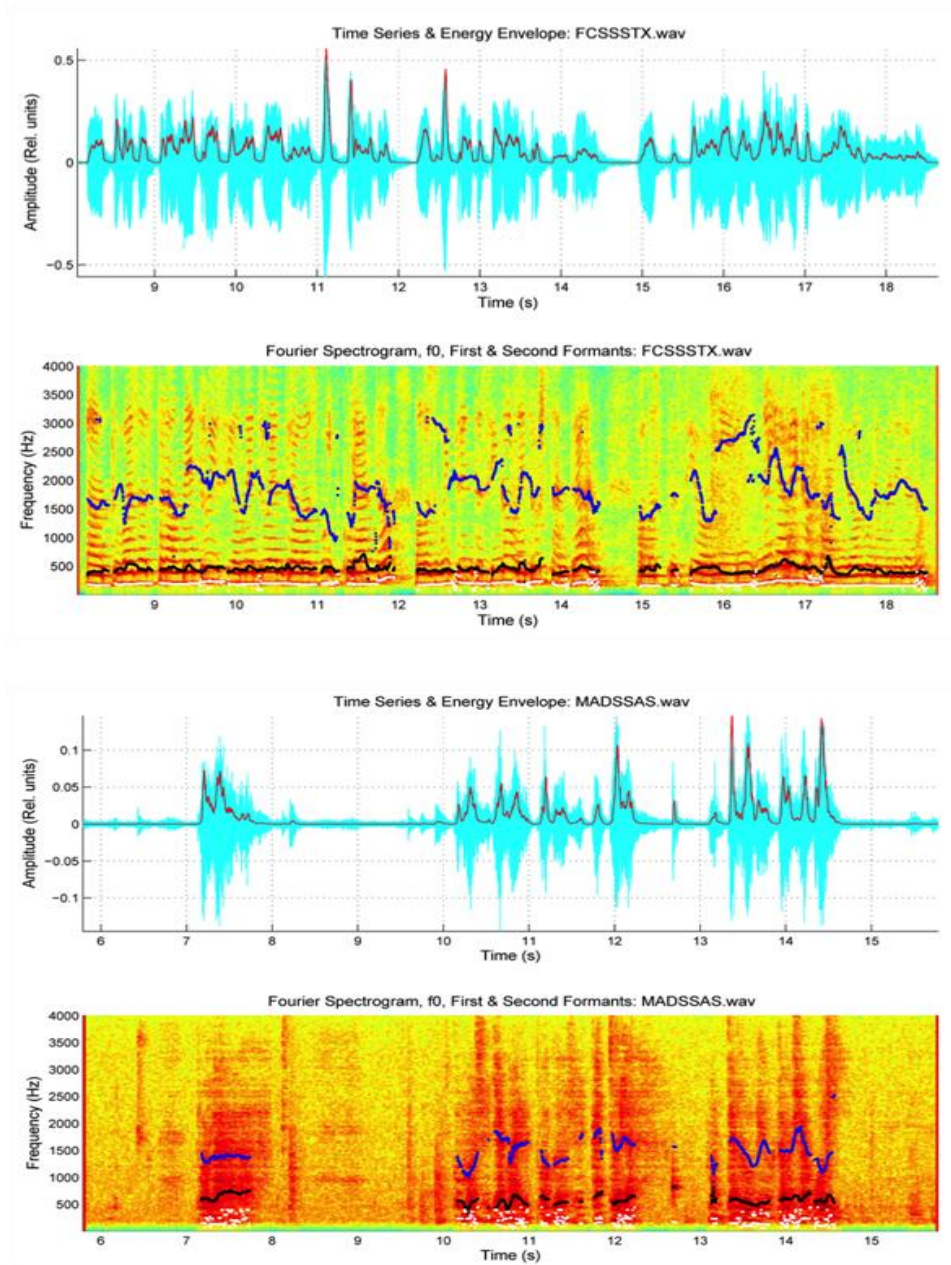 Time Series & Energy Envelope: FCSSSTX.wav
Amplitude (Rel. units)
0.5
0
−0.5
9 10 11 12 13 14 15 16 17 18
Time (s)
Fourier Spectrogram, f0, First & Second Formants: FCSSSTX.wav
Frequency (Hz)
4000
3500
3000
2500
2000
1500
1000
500
9 10 11 12 13 14 15 16 17 18
Time (s)
Time Series & Energy Envelope: MADSSAS.wav
Amplitude (Rel. units)
0.1
0.05
0
−0.05
−0.1
6 7 8 9 10 11 12 13 14 15
Time (s)
Fourier Spectrogram, f0, First & Second Formants: MADSSAS.wav
Frequency (Hz)
4000
3500
3000
2500
2000
1500
1000
500
6 7 8 9 10 11 12 13 14 15
Time (s)